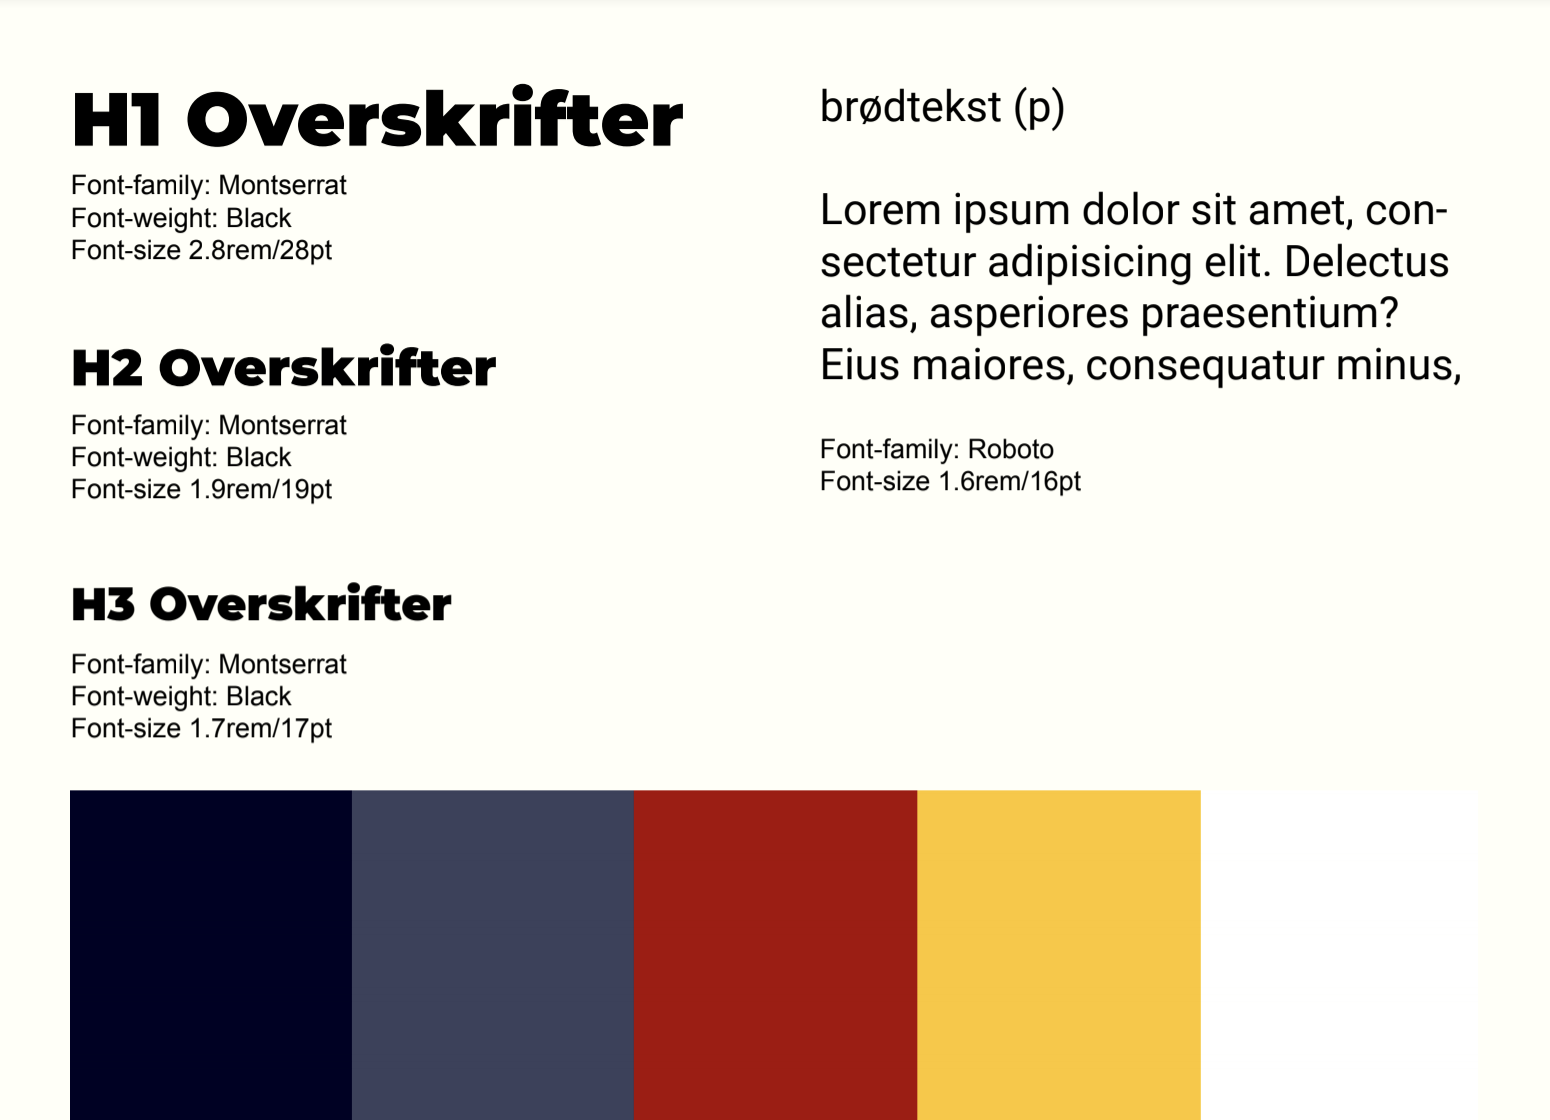 H1 Overskrifter
Font-family: Montserrat
Font-weight: Black
Font-size 2.8rem/28pt
H2 Overskrifter
Font-family: Montserrat
Font-weight: Black
Font-size 1.9rem/19pt
H3 Overskrifter
Font-family: Montserrat
Font-weight: Black
Font-size 1.7rem/17pt
brødtekst (p)
Lorem ipsum dolor sit amet, con-
sectetur adipisicing elit. Delectus
alias, asperiores praesentium?
Eius maiores, consequatur minus,
Font-family: Roboto
Font-size 1.6rem/16pt